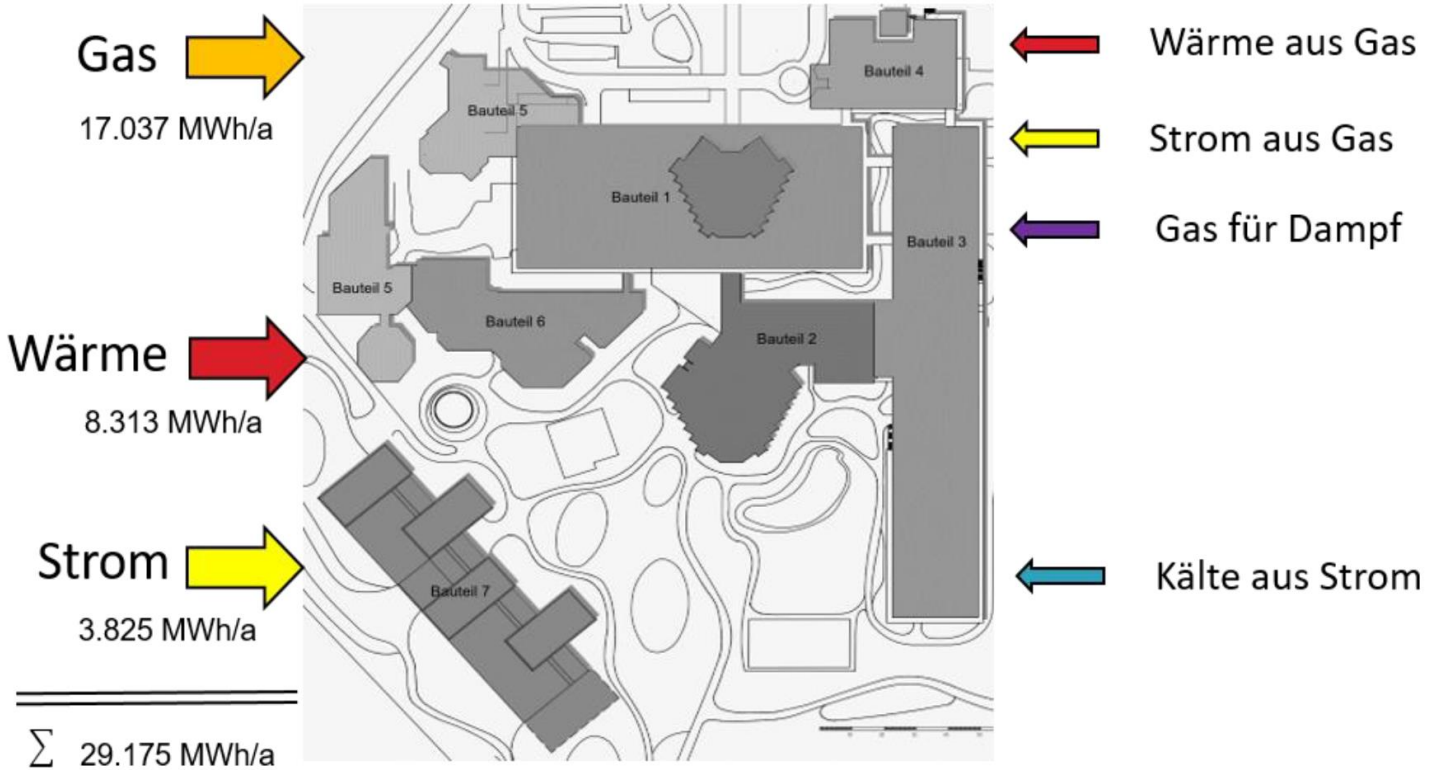 Gas
17.037 MWh/a
Wärme
8.313 MWh/a
Strom
3.825 MWh/a
∑ 29.175 MWh/a
Bauteil 4
Bauteil 5
Bauteil 1
Bauteil 3
Bauteil 5
Bauteil 6
Bauteil 2
Bauteil 7
Wärme aus Gas
Strom aus Gas
Gas für Dampf
Kälte aus Strom